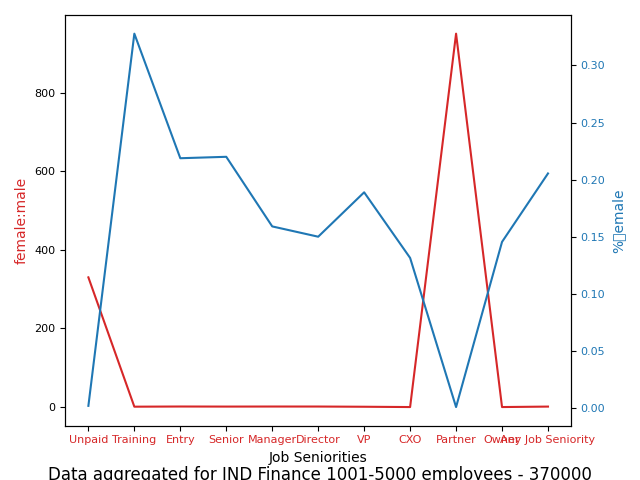 800
600
400
200
0
female:male
0.30
0.25
0.20
0.15
0.10
0.05
0.00
%▯emale
Unpaid Training Entry Senior Manager Director VP CXO Partner Owner Any Job Seniority
Job Seniorities
Data aggregated for IND Finance 1001-5000 employees - 370000